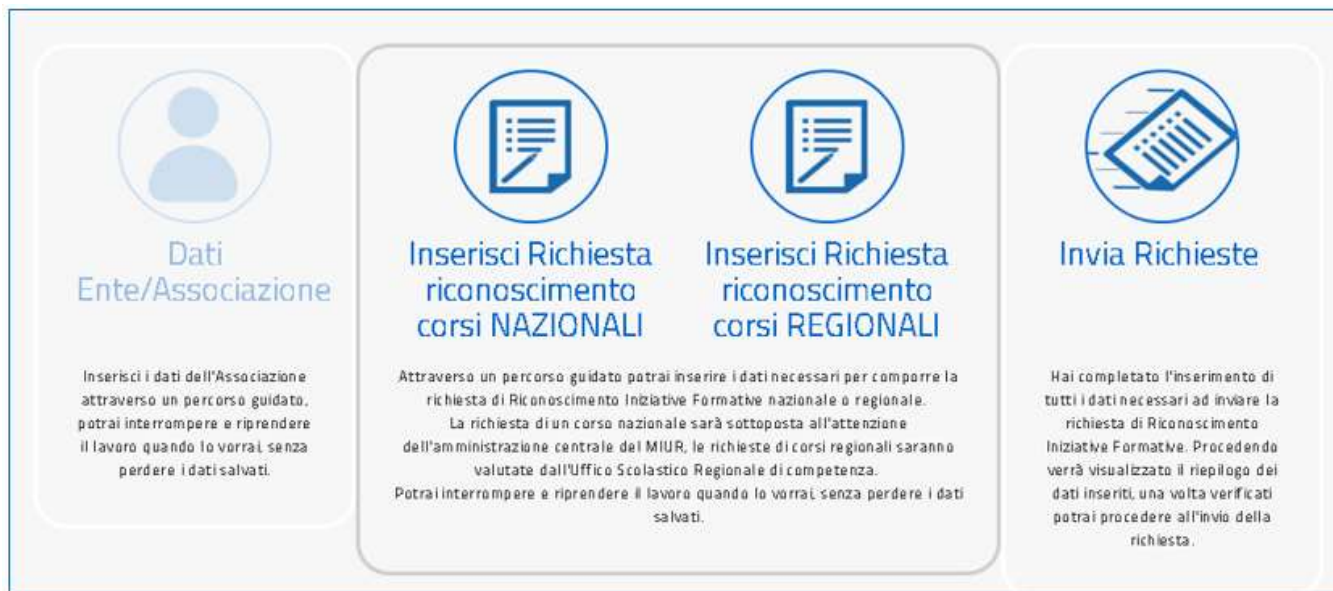 Dati
Ente/Associazione
Inserisci i dati dell'Associazione
attraverso un percorso guidato,
potrai interrompere e riprendere
il lavoro quando lo vorrai, senza
perdere i dati salvati.
Inserisci Richiesta
riconoscimento
corsi NAZIONALI
Inserisci Richiesta
riconoscimento
corsi REGIONALI
Attraverso un percorso guidato potrai inserire i dati necessari per comporre la
richiesta di Riconoscimento Iniziative Formative nazionale o regionale.
La richiesta di un corso nazionale sarà sottoposta all'attenzione
dell'amministrazione centrale del MIUR, le richieste di corsi regionali saranno
valutate dall'Uffico Scolastico Regionale di competenza.
Potrai interrompere e riprendere il lavoro quando lo vorrai, senza perdere i dati
salvati.
Invia Richieste
Hai completato l'inserimento di
tutti i dati necessari ad inviare la
richiesta di Riconoscimento
Iniziative Formative. Procedendo
verrà visualizzato il riepilogo dei
dati inseriti, una volta verificati
potrai procedere all'invio della
richiesta.